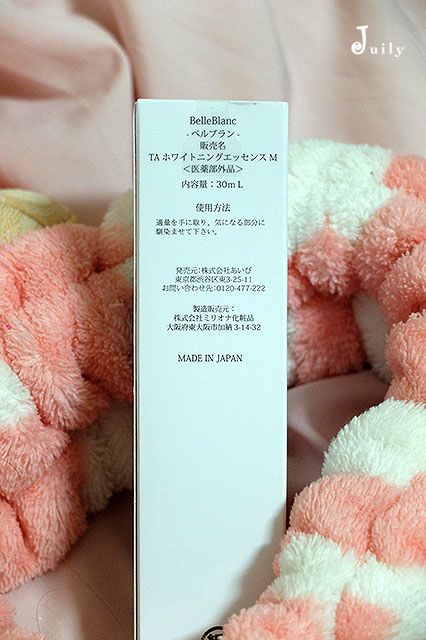 Juily
BelleBlanc
- ベルブラン -
販売名
TA ホワイトニングエッセンス M
＜医薬部外品＞
内容量：30mL
使用方法
適量を手に取り、気になる部分に
馴染ませて下さい。
発売元：株式会社あいび
東京都渋谷区東3-25-11
お問い合わせ先：0120-477-222
製造販売元：
株式会社ミリオナ化粧品
大阪府東大阪市加納 3-14-32
MADE IN JAPAN